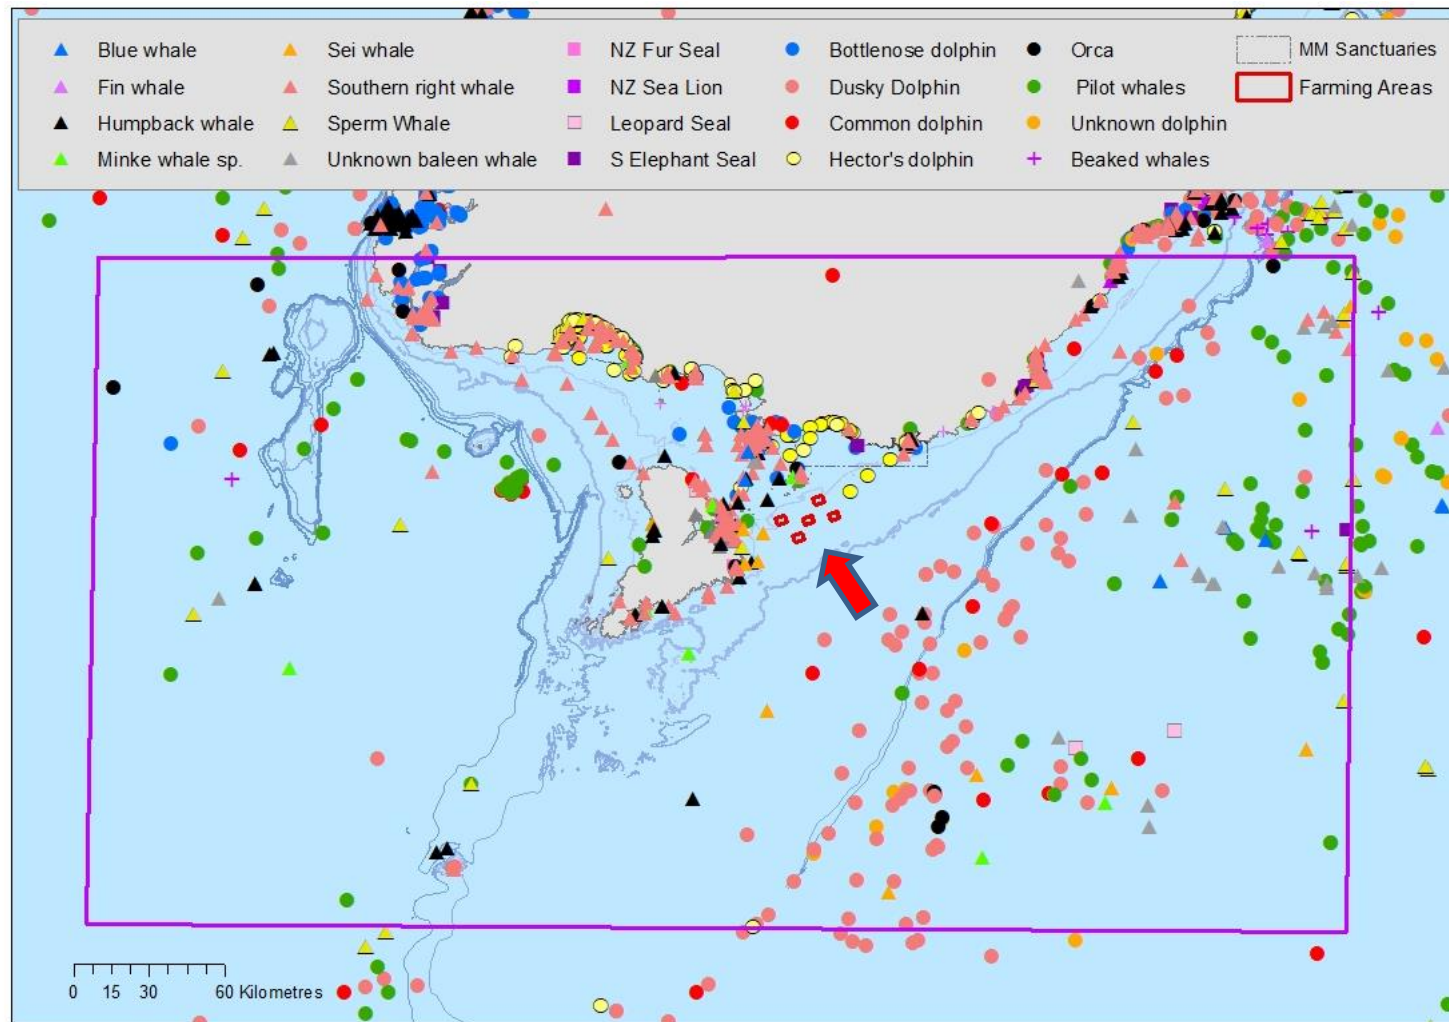 Blue whale
Fin whale
Humpback whale
Minke whale sp.
Sei whale
Southern right whale
Sperm Whale
Unknown baleen whale
NZ Fur Seal
NZ Sea Lion
Leopard Seal
S Elephant Seal
Bottlenose dolphin
Dusky Dolphin
Common dolphin
Hector's dolphin
Orca
Pilot whales
Unknown dolphin
Beaked whales
MM Sanctuaries
Farming Areas
0 15 30 60 Kilometres